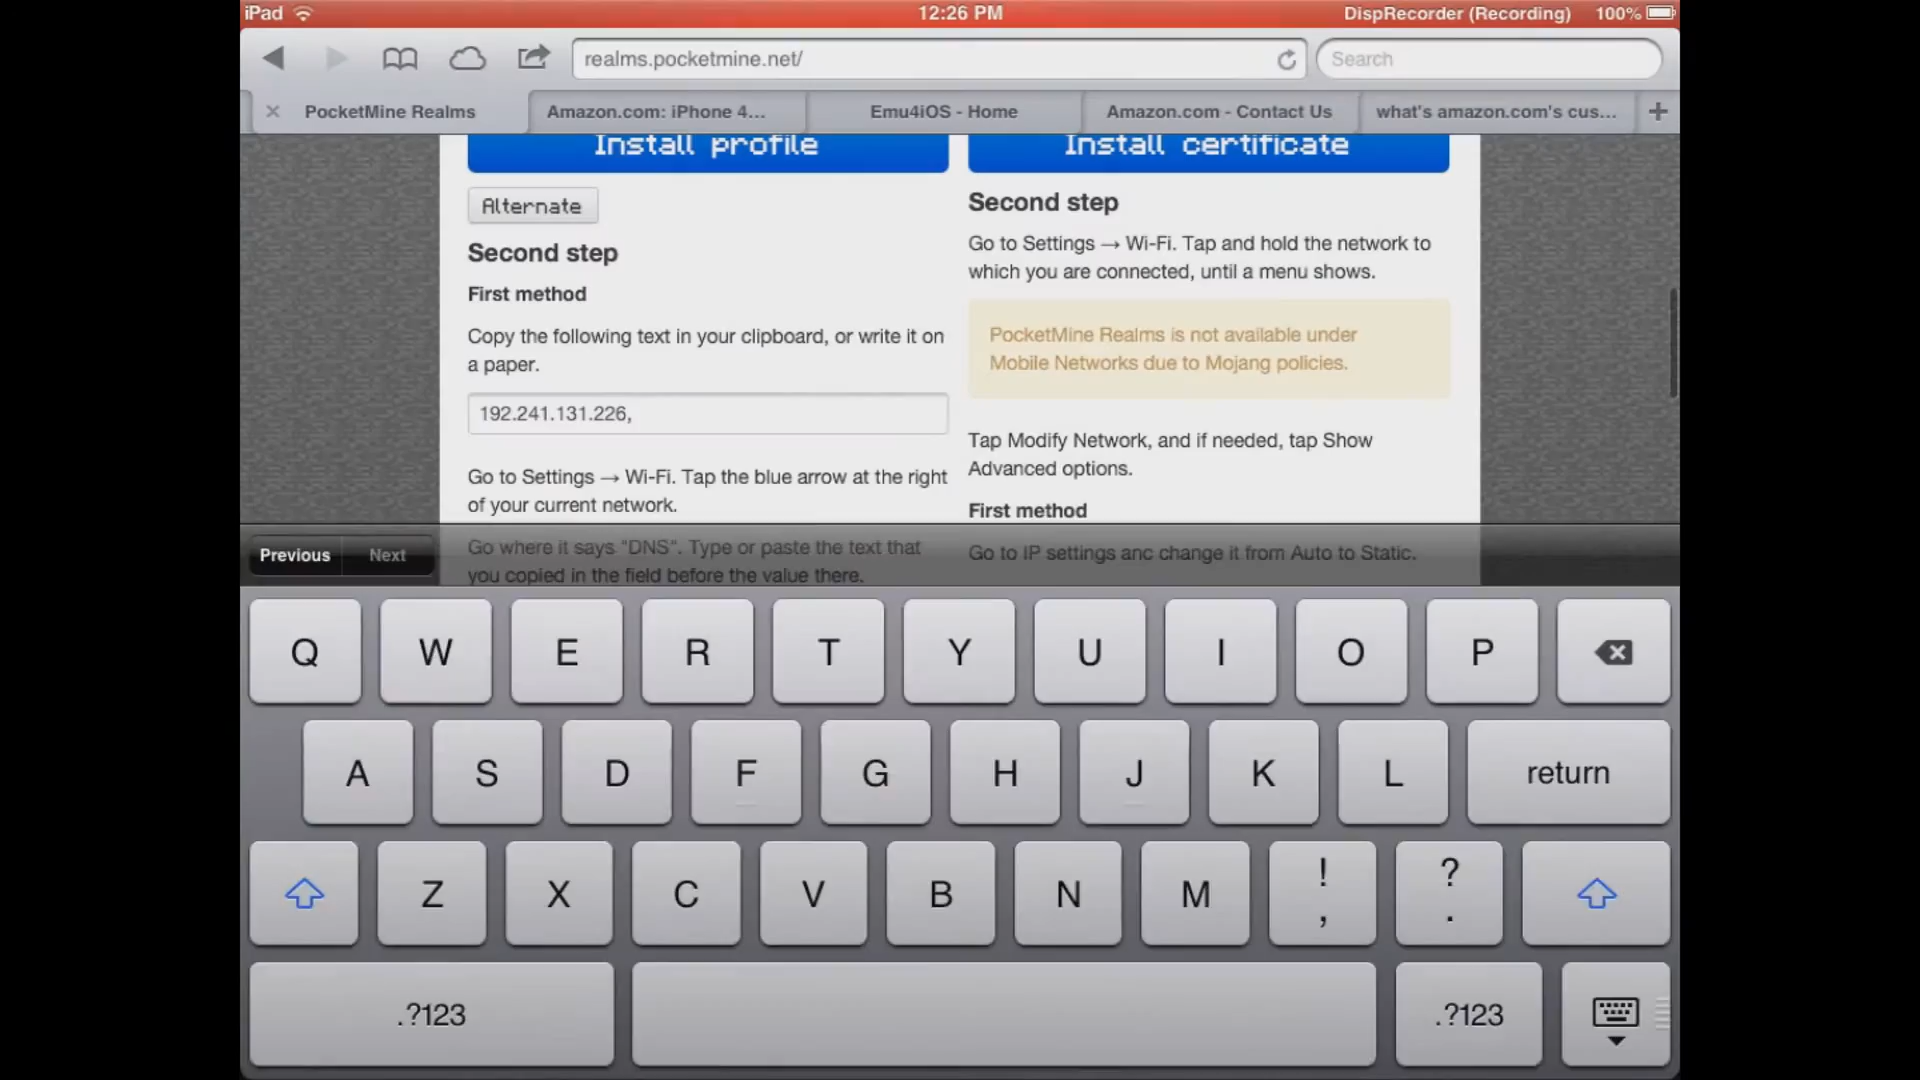 iPad 12:26 PM DispRecorder (Recording) 100%
realms.pocketmine.net/ Search
PocketMine Realms Amazon.com: iPhone 4... Emu4iOS - Home Amazon.com - Contact Us what's amazon.com's cus...
Install profile
Alternate
Second step
First method
Copy the following text in your clipboard, or write it on
a paper.
192.241.131.226,
Go to Settings → Wi-Fi. Tap the blue arrow at the right
of your current network.
Go where it says "DNS". Type or paste the text that
you copied in the field before the value there.
Install certificate
Second step
Go to Settings → Wi-Fi. Tap and hold the network to
which you are connected, until a menu shows.
PocketMine Realms is not available under
Mobile Networks due to Mojang policies.
Tap Modify Network, and if needed, tap Show
Advanced options.
First method
Go to IP settings anc change it from Auto to Static.
Previous Next
Q W E R T Y U I O P
A S D F G H J K L return
Z X C V B N M ! , ? .
.?123 .?123